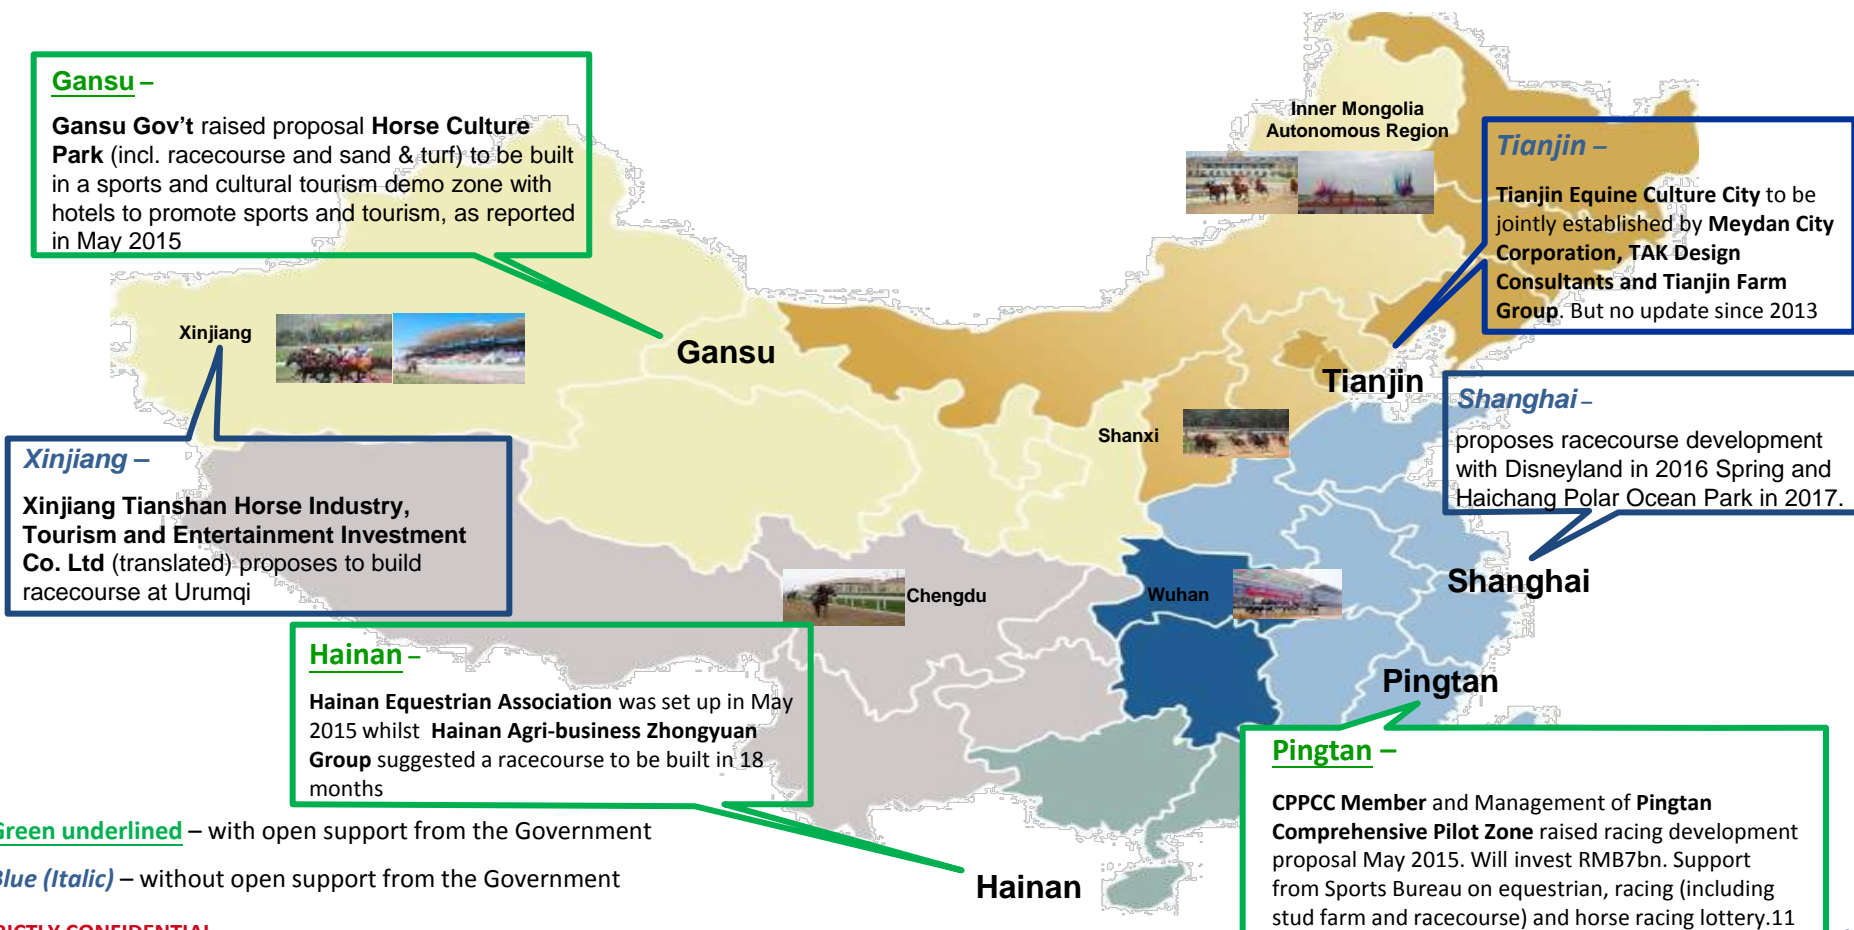 Gansu –
Gansu Gov't raised proposal Horse Culture
Park (incl. racecourse and sand & turf) to be built
in a sports and cultural tourism demo zone with
hotels to promote sports and tourism, as reported
in May 2015
Inner Mongolia
Autonomous Region
Tianjin –
Tianjin Equine Culture City to be
jointly established by Meydan City
Corporation, TAK Design
Consultants and Tianjin Farm
Group. But no update since 2013
Xinjiang
Gansu
Tianjin
Shanghai –
proposes racecourse development
with Disneyland in 2016 Spring and
Haichang Polar Ocean Park in 2017.
Shanxi
Xinjiang –
Xinjiang Tianshan Horse Industry,
Tourism and Entertainment Investment
Co. Ltd (translated) proposes to build
racecourse at Urumqi
Chengdu
Wuhan
Shanghai
Hainan –
Hainan Equestrian Association was set up in May
2015 whilst Hainan Agri-business Zhongyuan
Group suggested a racecourse to be built in 18
months
Pingtan
Pingtan –
CPPCC Member and Management of Pingtan
Comprehensive Pilot Zone raised racing development
proposal May 2015. Will invest RMB7bn. Support
from Sports Bureau on equestrian, racing (including
stud farm and racecourse) and horse racing lottery.11
Hainan
Green underlined – with open support from the Government
Blue (Italic) – without open support from the Government
CONFIDENTIAL